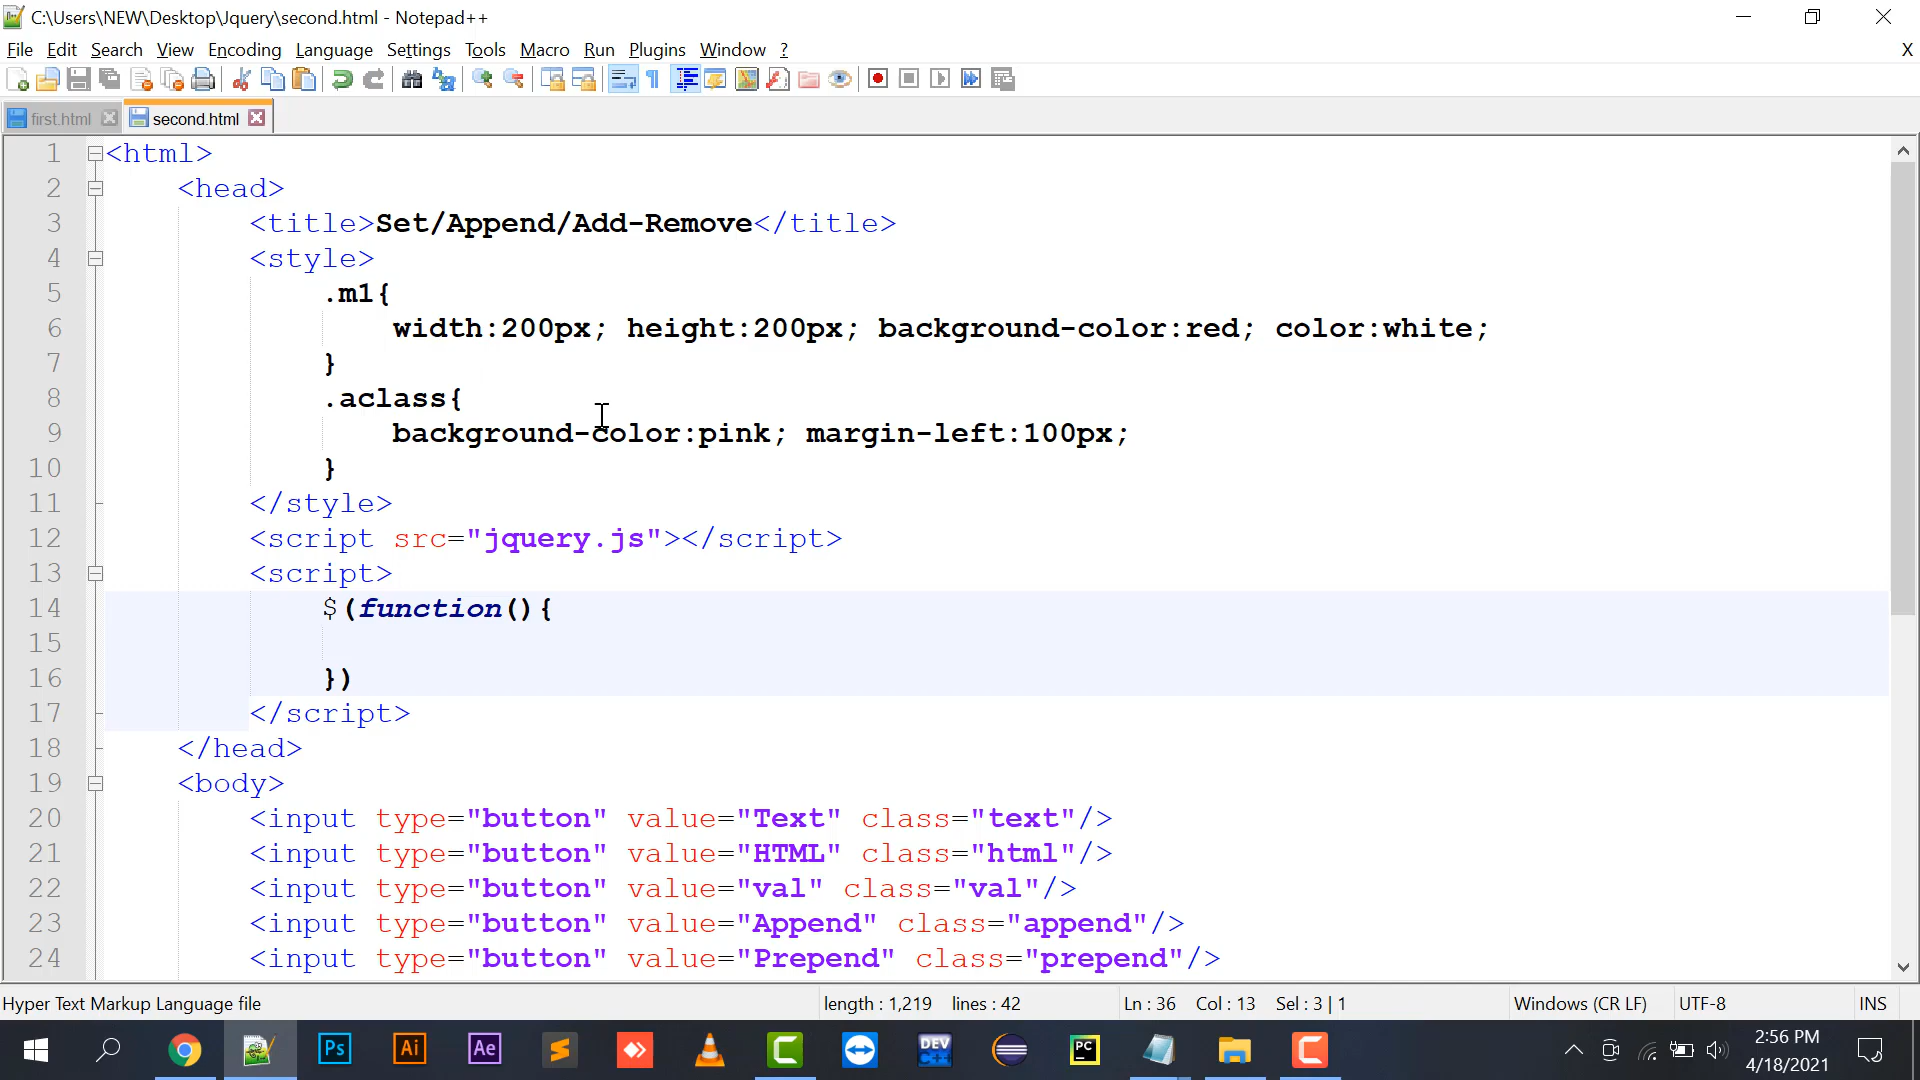 C:\Users\NEW\Desktop\Jquery\second.html - Notepad++
File Edit Search View Encoding Language Settings Tools Macro Run Plugins Window ? X
first.html second.html
1 <html>
2 <head>
3 <title>Set/Append/Add-Remove</title>
4 <style>
5 .m1{
6 width:200px; height:200px; background-color:red; color:white;
7 }
8 .aclass{
9 background-color:pink; margin-left:100px;
10 }
11 </style>
12 <script src="jquery.js"></script>
13 <script>
14 $(function(){
15
16 })
17 </script>
18 </head>
19 <body>
20 <input type="button" value="Text" class="text"/>
21 <input type="button" value="HTML" class="html"/>
22 <input type="button" value="val" class="val"/>
23 <input type="button" value="Append" class="append"/>
24 <input type="button" value="Prepend" class="prepend"/>
Hyper Text Markup Language file length : 1,219 lines : 42 Ln : 36 Col : 13 Sel : 3 | 1 Windows (CR LF) UTF-8 INS
Ps Ai Ae DEV C++ PC
2:56 PM
4/18/2021